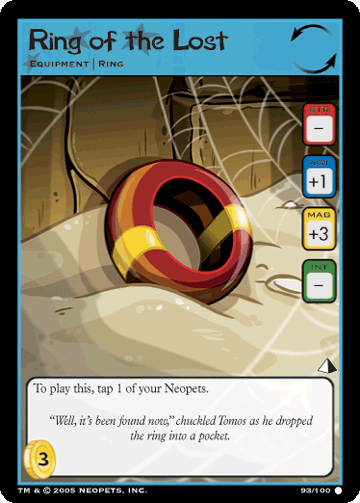 Ring of the Lost
Equipment | Ring
STR
–
AGI
+1
MAG
+3
INT
–
To play this, tap 1 of your Neopets.
"Well, it's been found now," chuckled Tomos as he dropped
the ring into a pocket.
3
TM & © 2005 NEOPETS, INC.
93/100